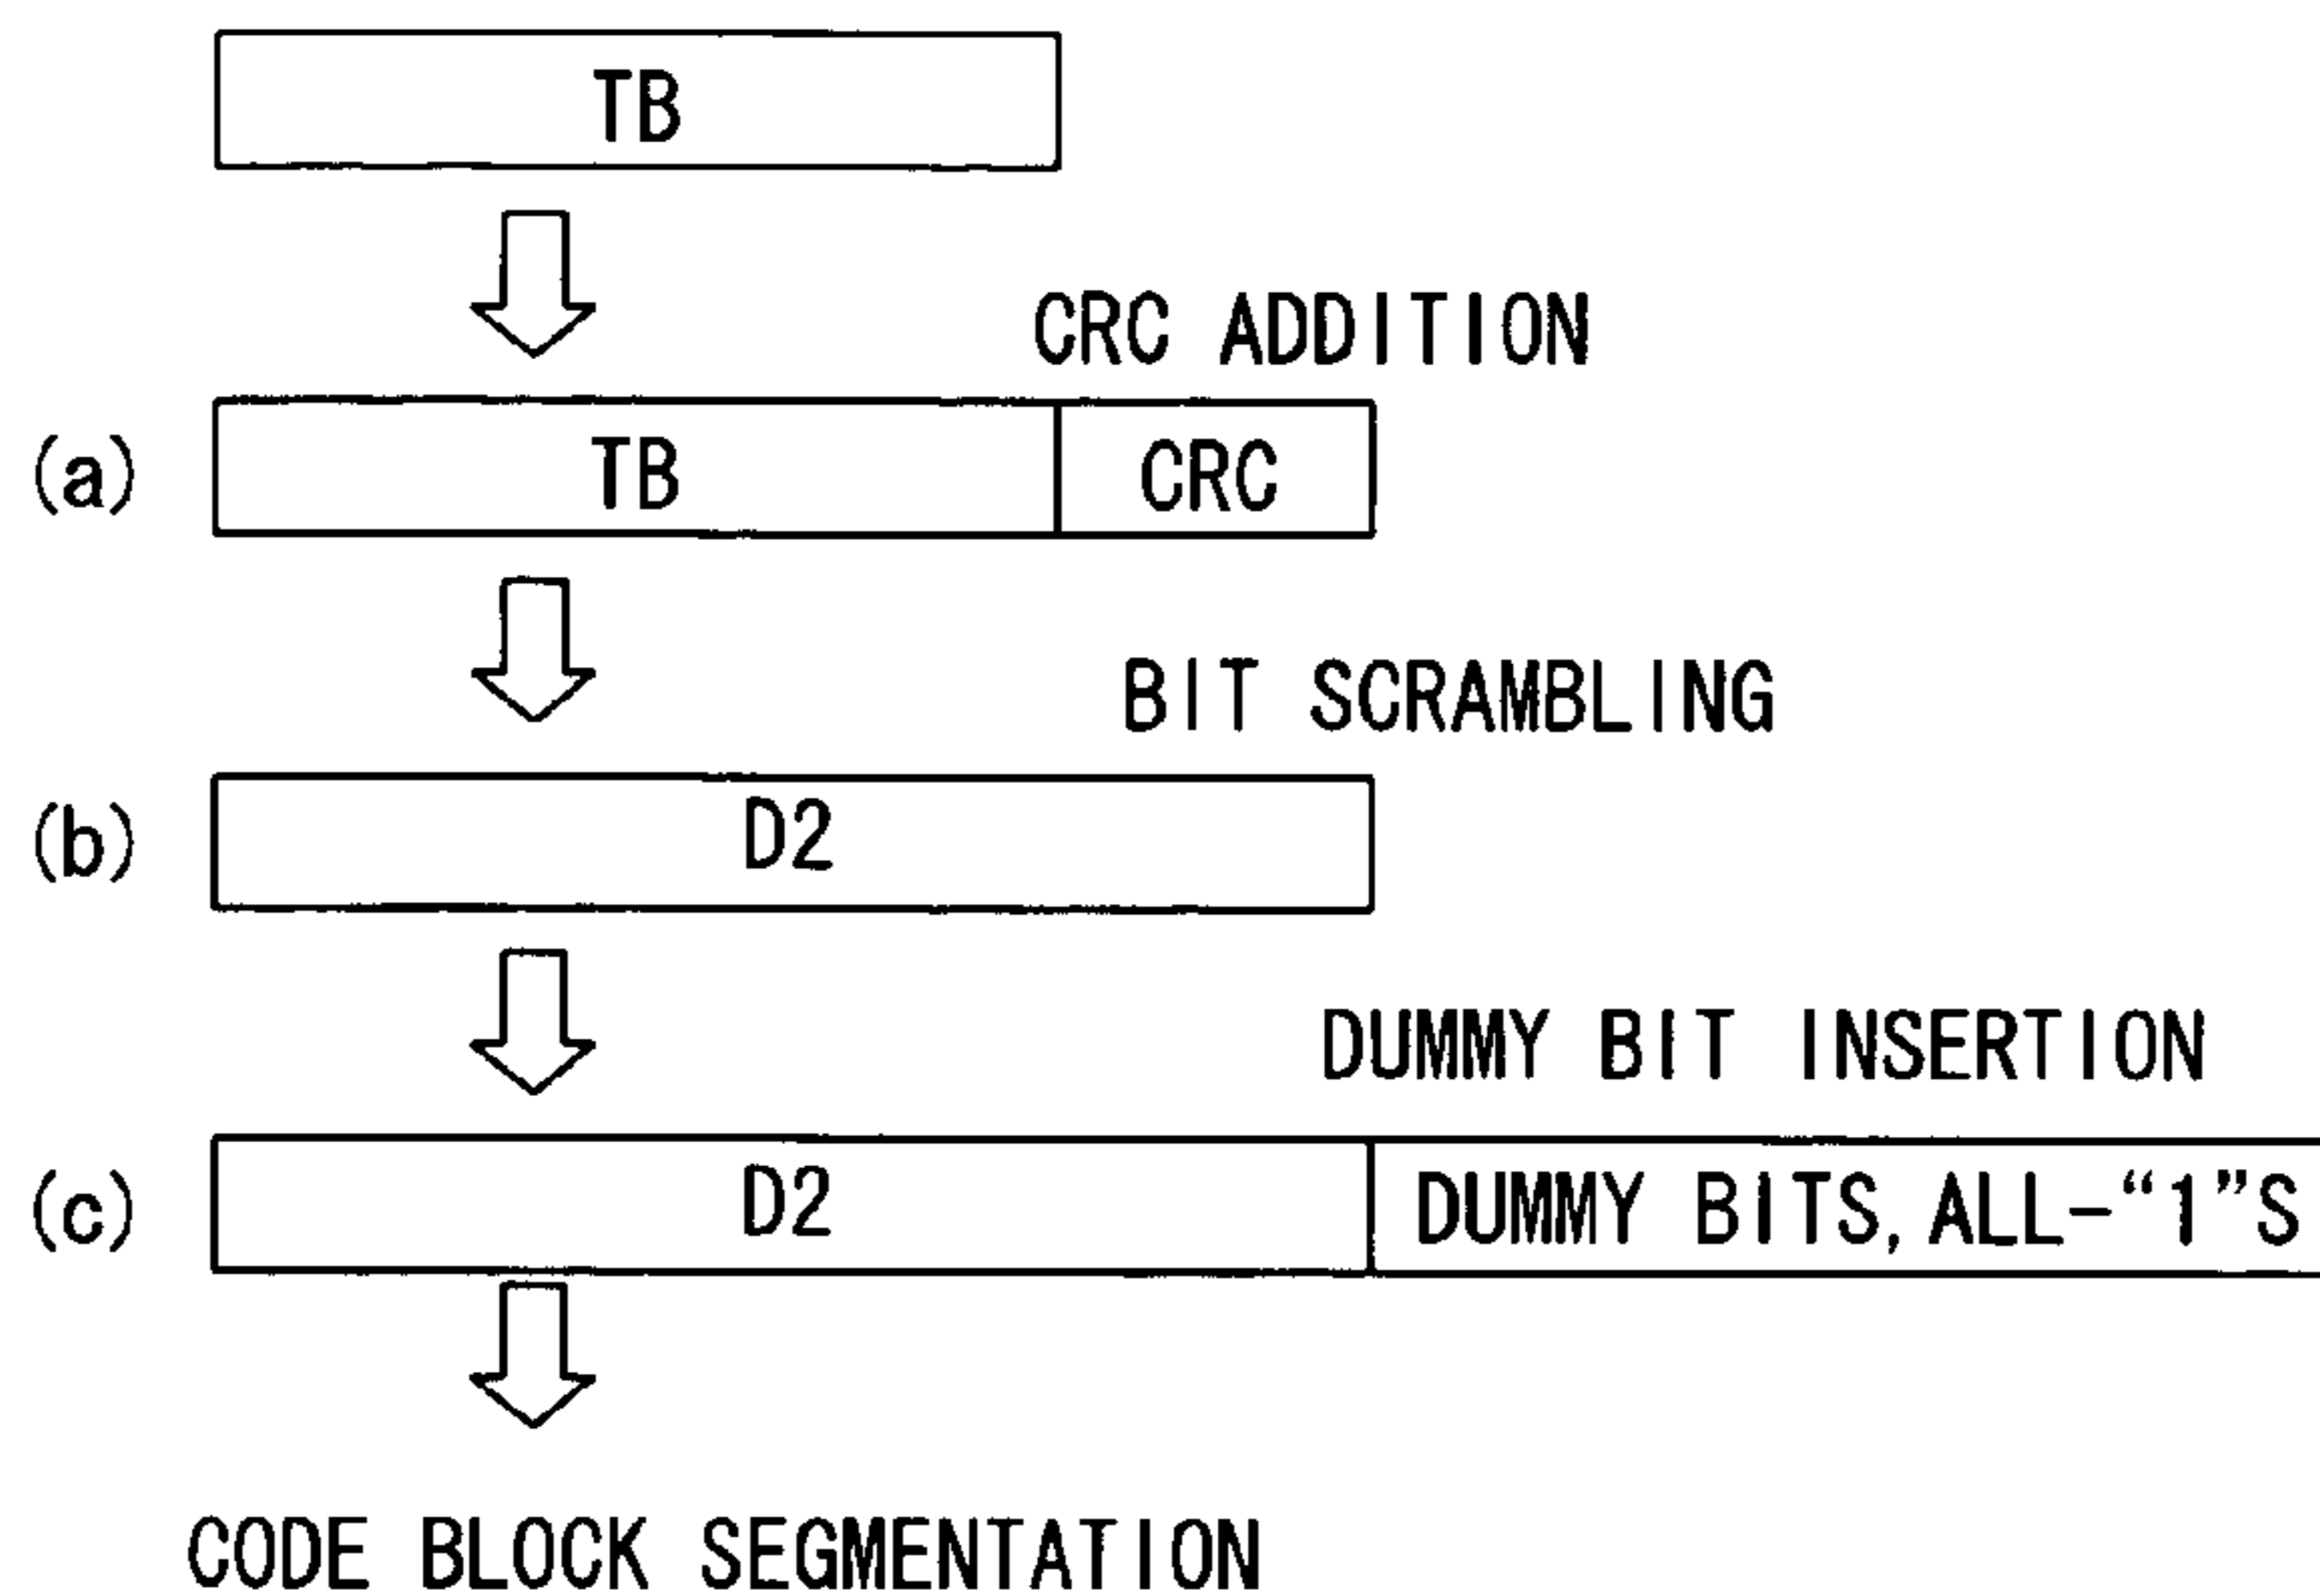 TB
CRC ADDITION
(a) TB CRC
BIT SCRAMBLING
(b) D2
DUMMY BIT INSERTION
(c) D2 DUMMY BITS, ALL-“1”S
CODE BLOCK SEGMENTATION